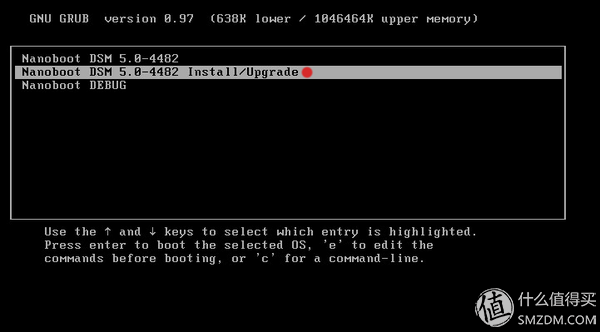 GNU GRUB  version 0.97  (638K lower / 1046464K upper memory)
Nanoboot DSM 5.0-4482
Nanoboot DSM 5.0-4482 Install/Upgrade
Nanoboot DEBUG
Use the ↑ and ↓ keys to select which entry is highlighted.
Press enter to boot the selected OS, 'e' to edit the
commands before booting, or 'c' for a command-line.
值 什么值得买
SMZDM.COM